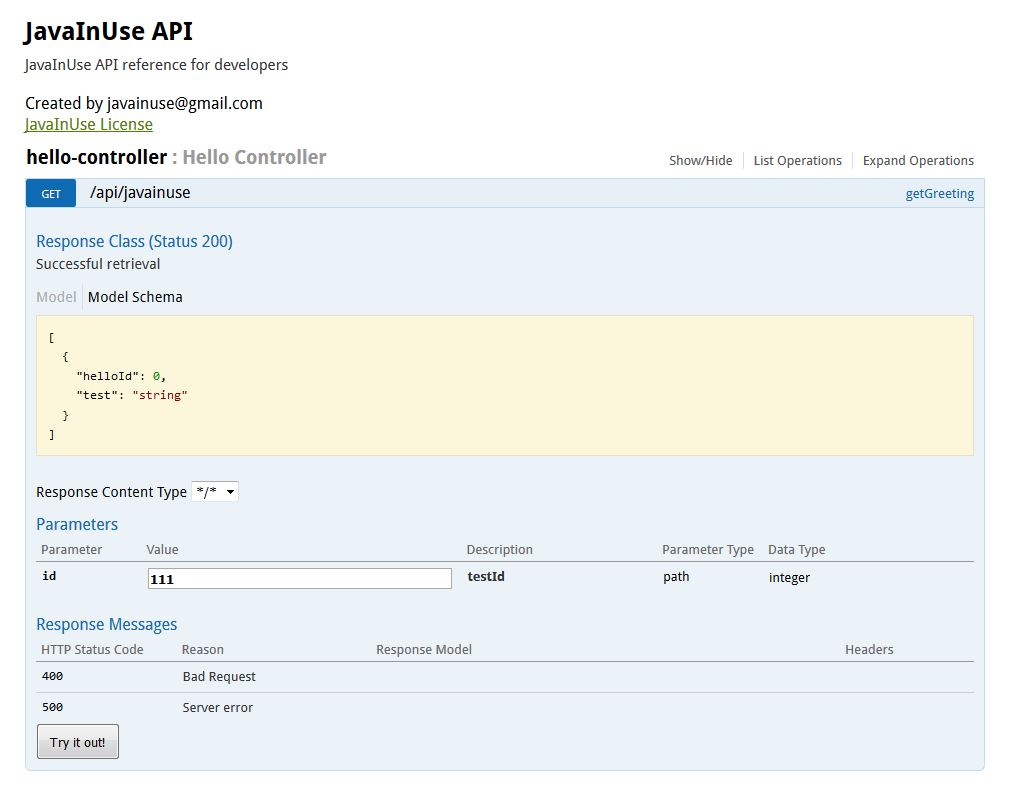 JavaInUse API
JavaInUse API reference for developers
Created by javainuse@gmail.com
JavaInUse License
hello-controller : Hello Controller
Show/Hide List Operations Expand Operations
GET /api/javainuse getGreeting
Response Class (Status 200)
Successful retrieval
Model Model Schema
[
{
"helloId": 0,
"test": "string"
}
]
Response Content Type */*
Parameters
Parameter Value Description Parameter Type Data Type
id 111 testId path integer
Response Messages
HTTP Status Code Reason Response Model Headers
400 Bad Request
500 Server error
Try it out!